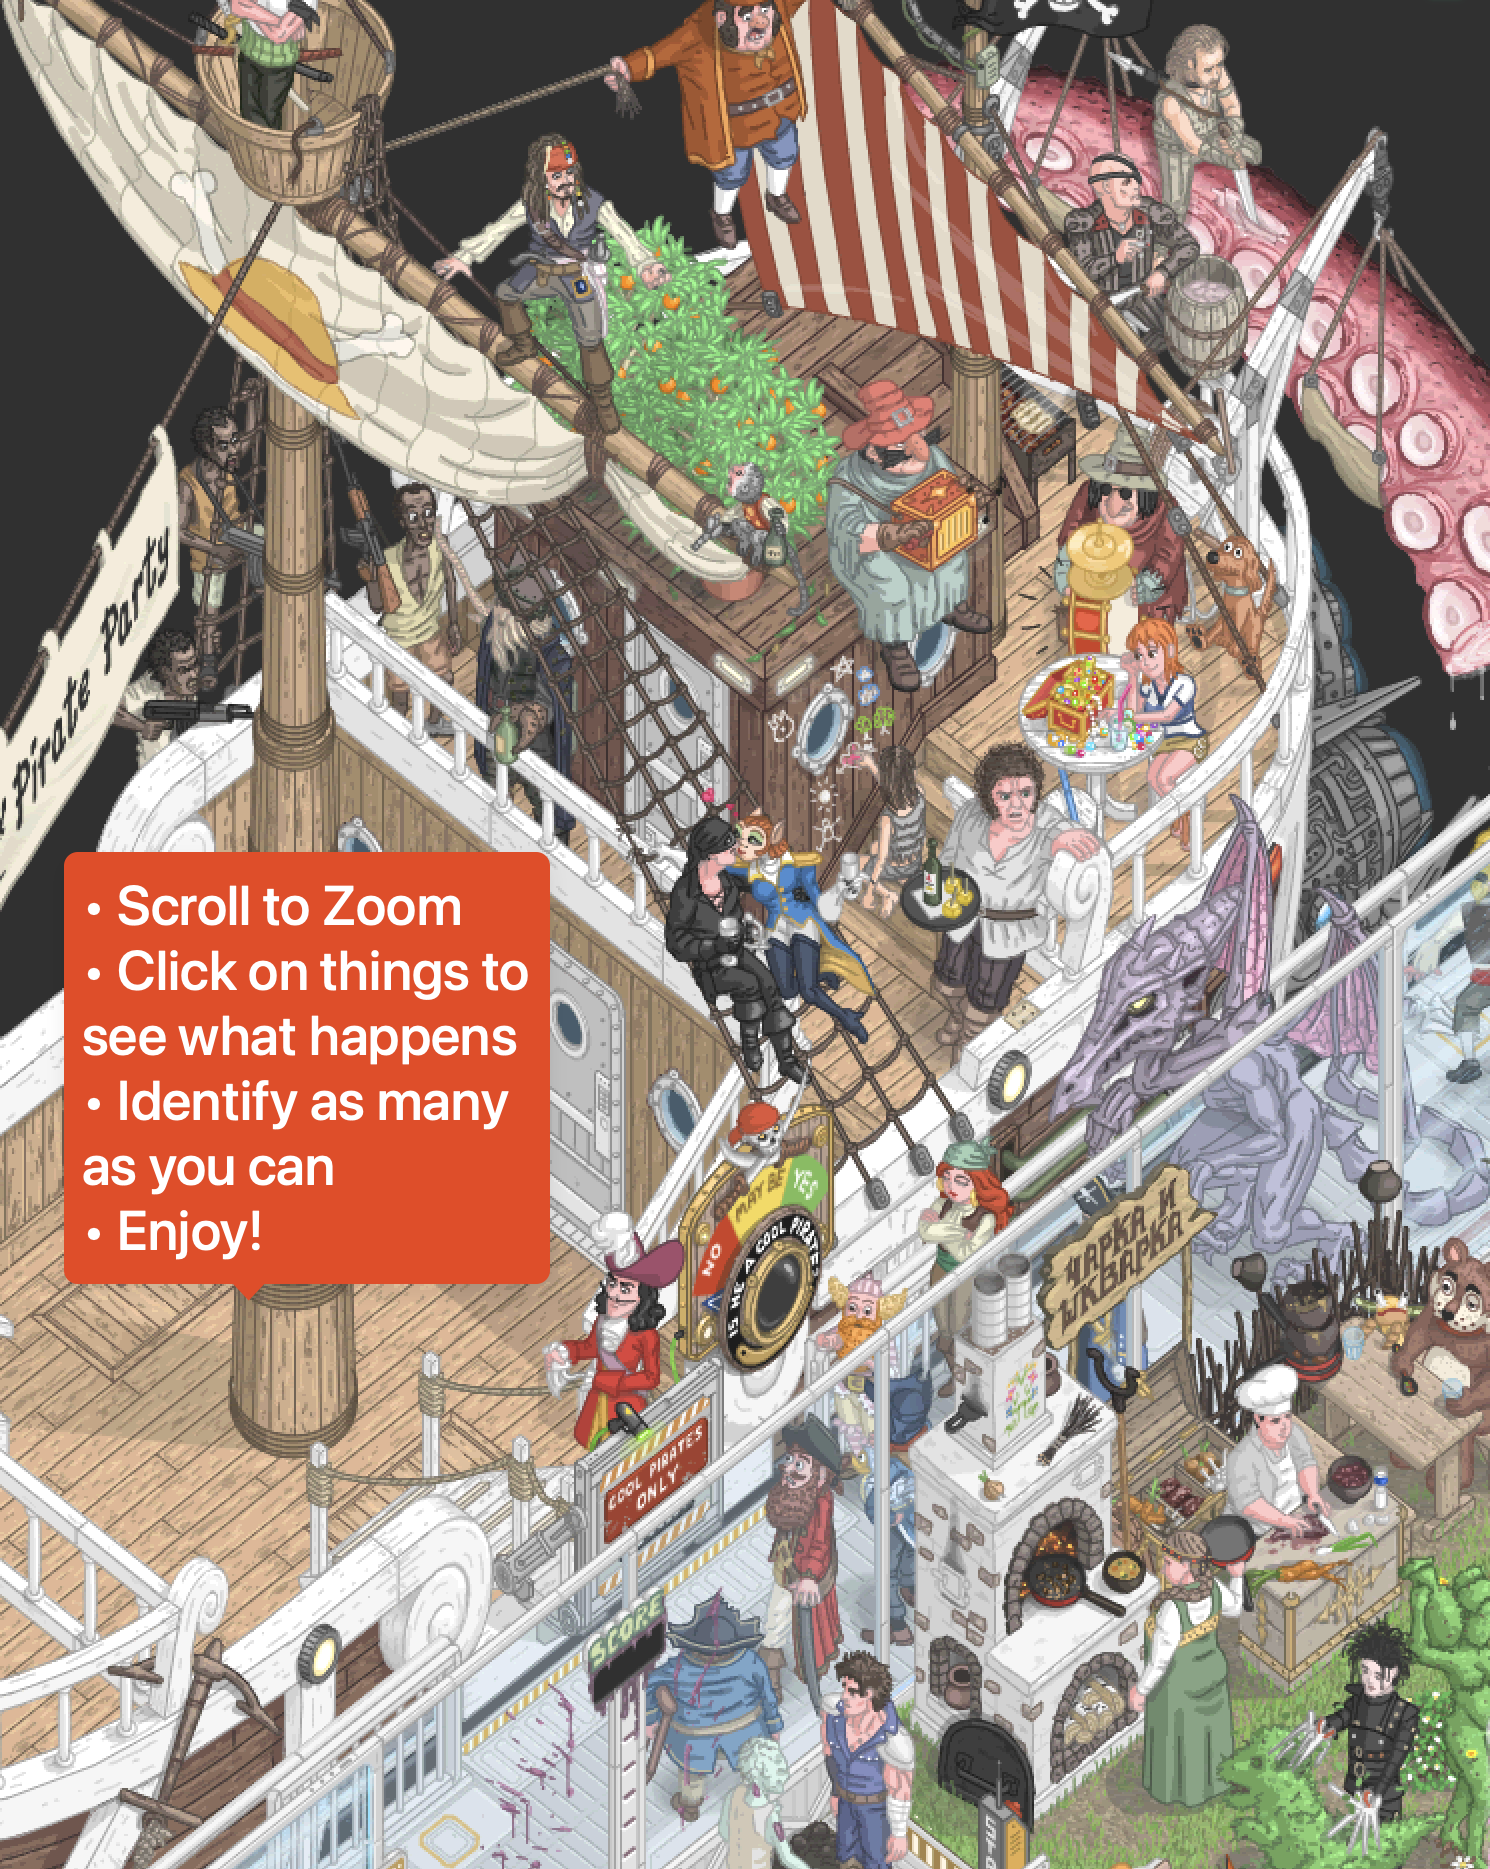 Pirate Party
• Scroll to Zoom
• Click on things to
see what happens
• Identify as many
as you can
• Enjoy!
NO
MAY BE
YES
IS HE A COOL PIRATE?
COOL PIRATES
ONLY
SCORE
ЧАРКА И
ШКВАРКА